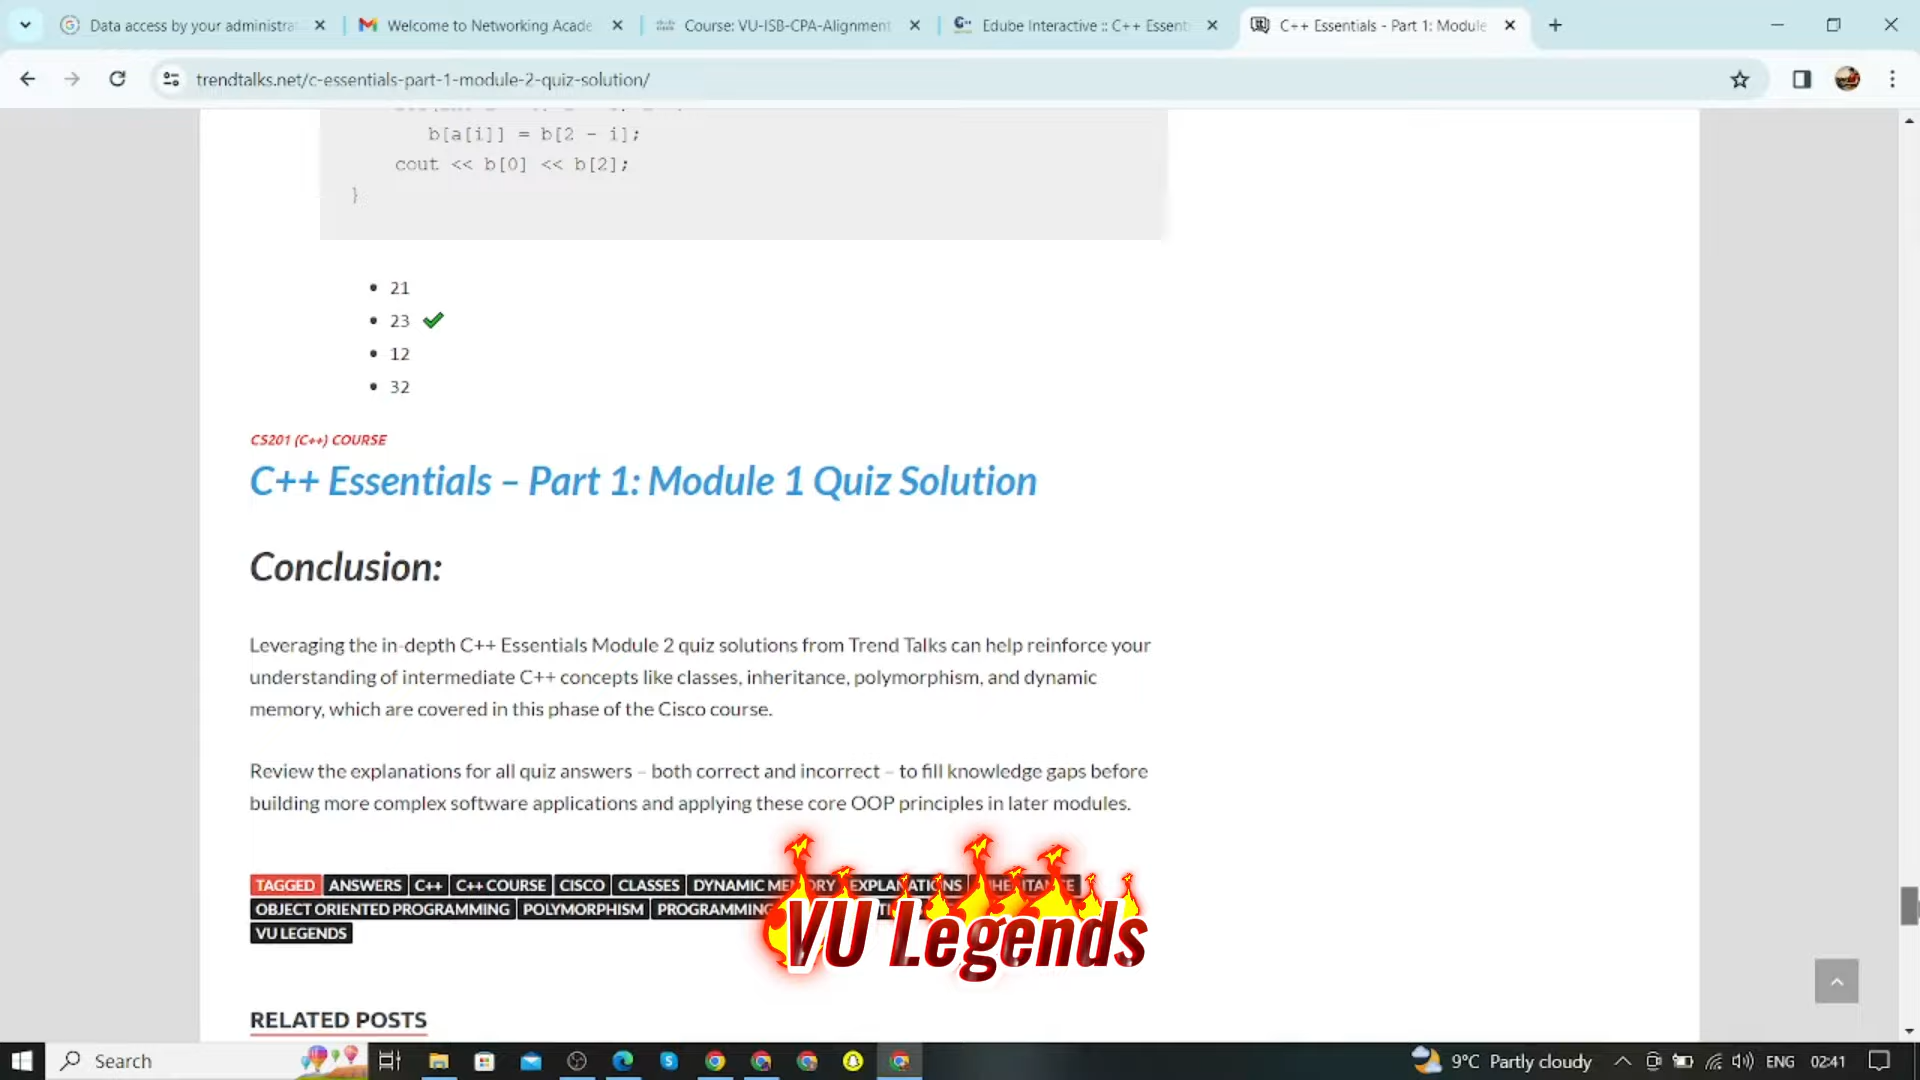 Data access by your administra
Welcome to Networking Acade
Course: VU-ISB-CPA-Alignment
Edube Interactive :: C++ Essent
C++ Essentials - Part 1: Module
trendtalks.net/c-essentials-part-1-module-2-quiz-solution/
b[a[i]] = b[2 - i];
cout << b[0] << b[2];
}
• 21
• 23
• 12
• 32
CS201 (C++) COURSE
C++ Essentials – Part 1: Module 1 Quiz Solution
Conclusion:
Leveraging the in-depth C++ Essentials Module 2 quiz solutions from Trend Talks can help reinforce your
understanding of intermediate C++ concepts like classes, inheritance, polymorphism, and dynamic
memory, which are covered in this phase of the Cisco course.
Review the explanations for all quiz answers – both correct and incorrect – to fill knowledge gaps before
building more complex software applications and applying these core OOP principles in later modules.
TAGGED ANSWERS C++ C++ COURSE CISCO CLASSES DYNAMIC MEMORY EXPLANATIONS INHERITANCE
OBJECT ORIENTED PROGRAMMING POLYMORPHISM PROGRAMMING
VU LEGENDS
VU Legends
RELATED POSTS
Search
9°C Partly cloudy
ENG
02:41